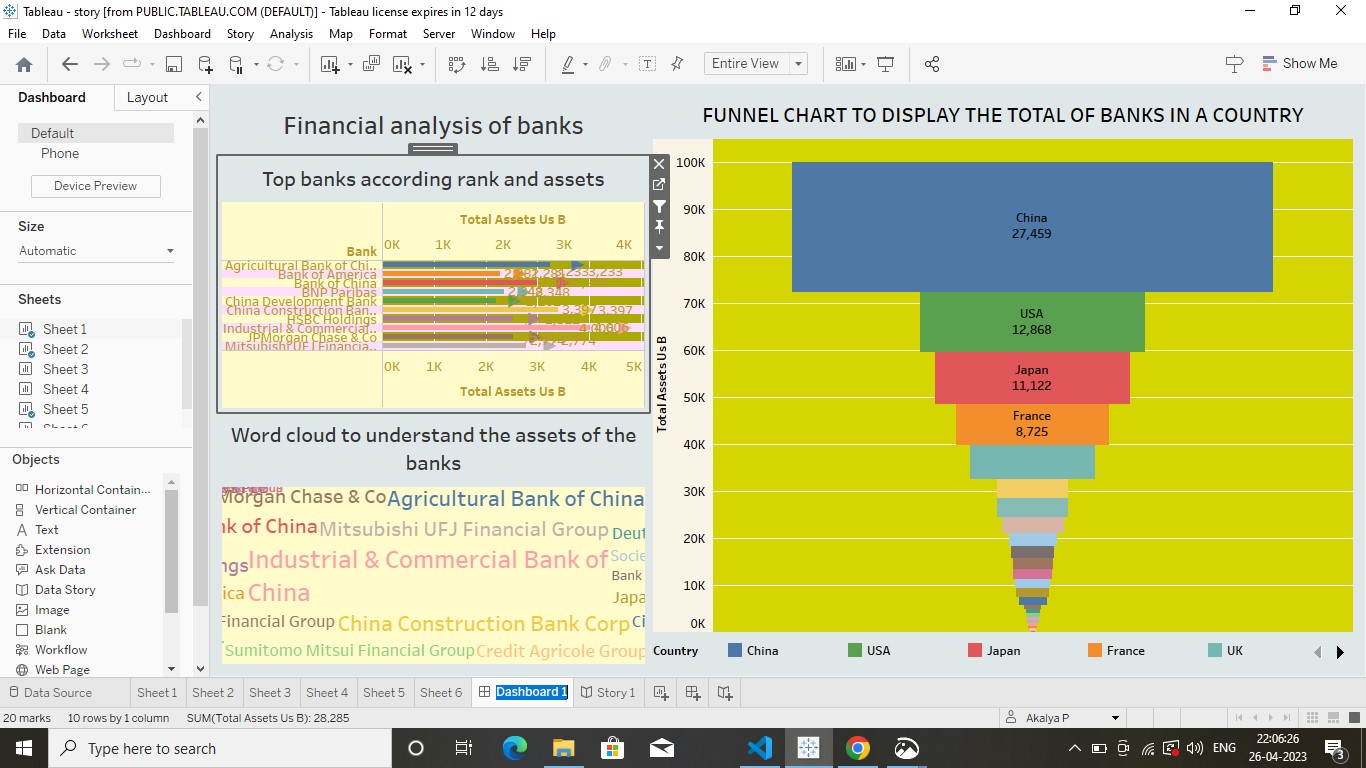 Tableau - story [from PUBLIC.TABLEAU.COM (DEFAULT)] - Tableau license expires in 12 days
File Data Worksheet Dashboard Story Analysis Map Format Server Window Help
Entire View
Show Me
Dashboard Layout
Default
Phone
Device Preview
Size
Automatic
Sheets
Sheet 1
Sheet 2
Sheet 3
Sheet 4
Sheet 5
Objects
Horizontal Contain...
Vertical Container
Text
Extension
Ask Data
Data Story
Image
Blank
Workflow
Web Page
Financial analysis of banks
Top banks according rank and assets
Total Assets Us B
0K 1K 2K 3K 4K
Bank
Agricultural Bank of Chi..
Bank of America
Bank of China
BNP Paribas
China Development Bank
China Construction Ban..
HSBC Holdings
Industrial & Commercial..
JPMorgan Chase & Co
Mitsubishi UFJ Financia..
0K 1K 2K 3K 4K 5K
Total Assets Us B
Word cloud to understand the assets of the
banks
Morgan Chase & Co Agricultural Bank of China
nk of China Mitsubishi UFJ Financial Group Deut
ngs Industrial & Commercial Bank of Socie
Bank
ica China Japa
Financial Group China Construction Bank Corp Ci
Sumitomo Mitsui Financial Group Credit Agricole Group
FUNNEL CHART TO DISPLAY THE TOTAL OF BANKS IN A COUNTRY
Total Assets Us B
100K
90K
80K
70K
60K
50K
40K
30K
20K
10K
0K
China
27,459
USA
12,868
Japan
11,122
France
8,725
Country China USA Japan France UK
Data Source Sheet 1 Sheet 2 Sheet 3 Sheet 4 Sheet 5 Sheet 6 Dashboard 1 Story 1
20 marks 10 rows by 1 column SUM(Total Assets Us B): 28,285 Akalya P
Type here to search
ENG
22:06:26
26-04-2023
3